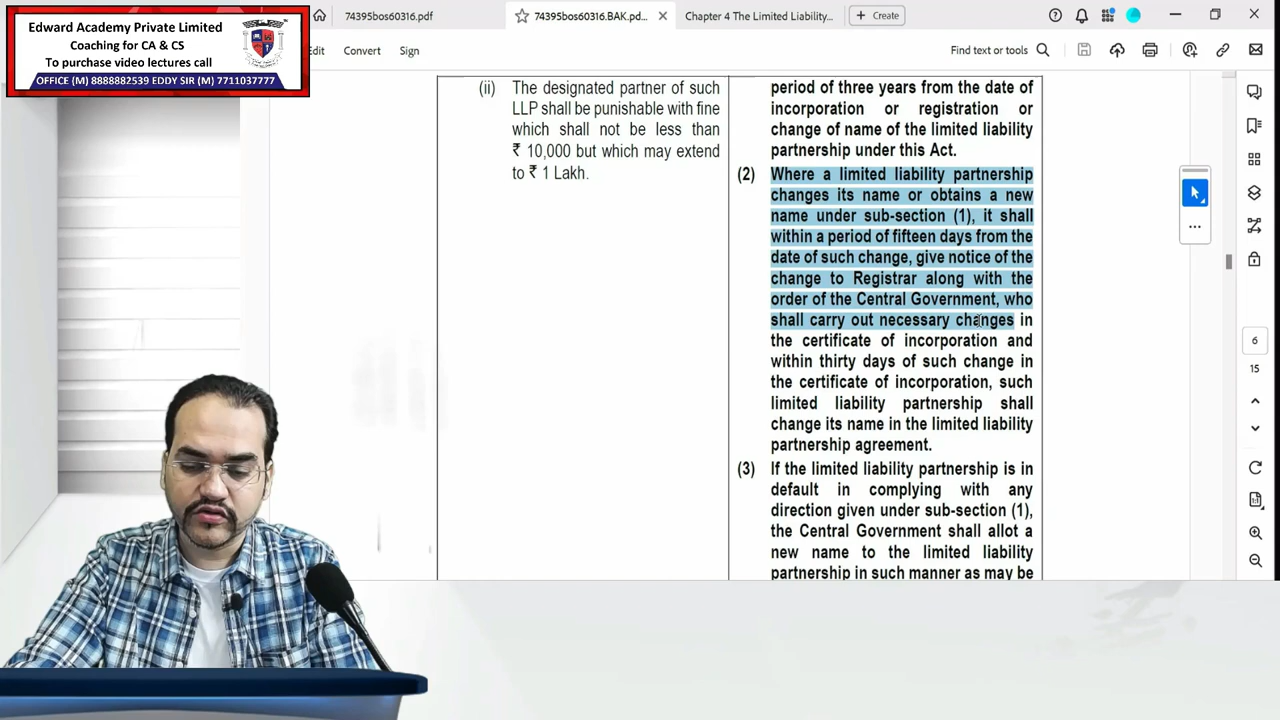 Edward Academy Private Limited
Coaching for CA & CS
To purchase video lectures call
OFFICE (M) 8888882539 EDDY SIR (M) 7711037777
74395bos60316.pdf
74395bos60316.BAK.pd...
Chapter 4 The Limited Liability...
Create
Edit
Convert
Sign
Find text or tools
(ii) The designated partner of such
LLP shall be punishable with fine
which shall not be less than
₹ 10,000 but which may extend
to ₹ 1 Lakh.
period of three years from the date of
incorporation or registration or
change of name of the limited liability
partnership under this Act.
(2) Where a limited liability partnership
changes its name or obtains a new
name under sub-section (1), it shall
within a period of fifteen days from the
date of such change, give notice of the
change to Registrar along with the
order of the Central Government, who
shall carry out necessary changes in
the certificate of incorporation and
within thirty days of such change in
the certificate of incorporation, such
limited liability partnership shall
change its name in the limited liability
partnership agreement.
(3) If the limited liability partnership is in
default in complying with any
direction given under sub-section (1),
the Central Government shall allot a
new name to the limited liability
partnership in such manner as may be
6
15